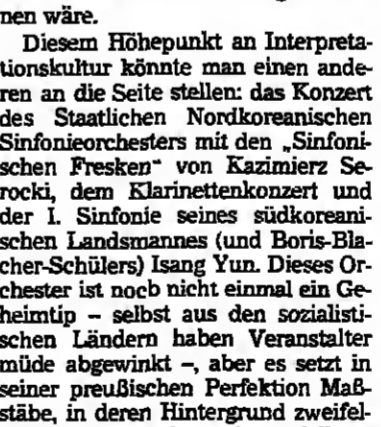 nen wäre.
Diesem Höhepunkt an Interpreta-
tionskultur könnte man einen ande-
ren an die Seite stellen: das Konzert
des Staatlichen Nordkoreanischen
Sinfonieorchesters mit den „Sinfoni-
schen Fresken“ von Kazimierz Se-
rocki, dem Klarinettenkonzert und
der I. Sinfonie seines südkoreani-
schen Landsmannes (und Boris-Bla-
cher-Schülers) Isang Yun. Dieses Or-
chester ist noch nicht einmal ein Ge-
heimtip – selbst aus den sozialisti-
schen Ländern haben Veranstalter
müde abgewinkt –, aber es setzt in
seiner preußischen Perfektion Maß-
stäbe, in deren Hintergrund zweifel-